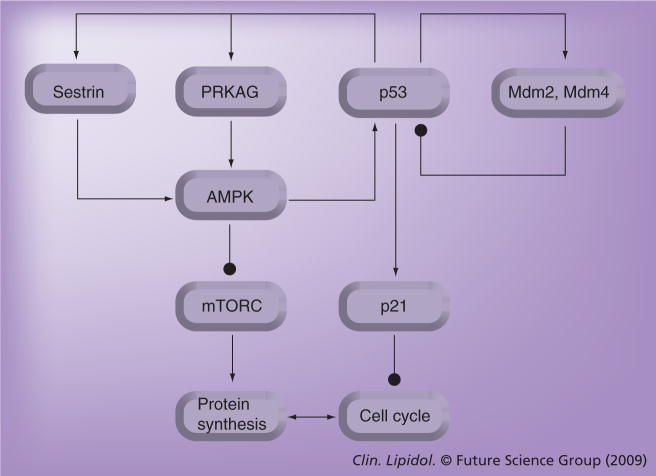 Sestrin
PRKAG
p53
Mdm2, Mdm4
AMPK
mTORC
p21
Protein
synthesis
Cell cycle
Clin. Lipidol. © Future Science Group (2009)